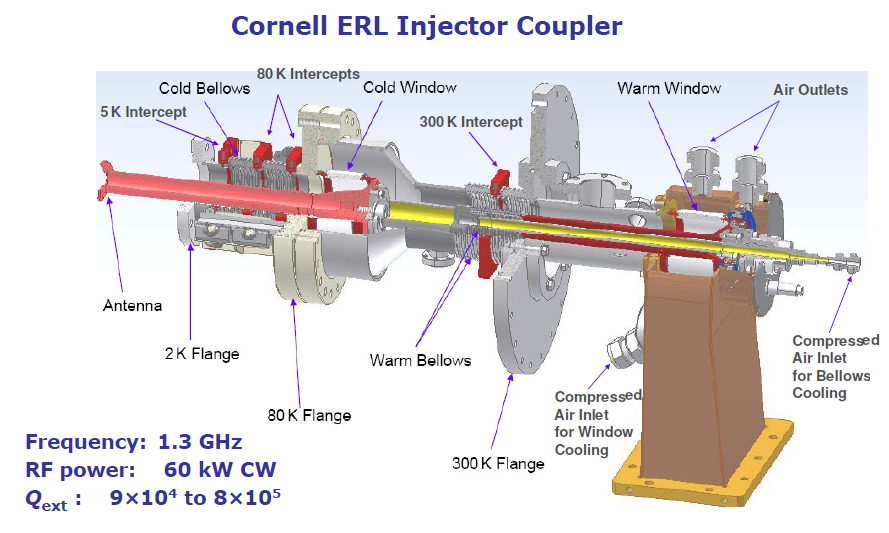 Cornell ERL Injector Coupler
80 K Intercepts
Cold Bellows
Cold Window
Warm Window
Air Outlets
5 K Intercept
300 K Intercept
Antenna
2 K Flange
Warm Bellows
80 K Flange
300 K Flange
Compressed
Air Inlet
for Window
Cooling
Compressed
Air Inlet
for Bellows
Cooling
Frequency: 1.3 GHz
RF power: 60 kW CW
Qext : 9×10⁴ to 8×10⁵